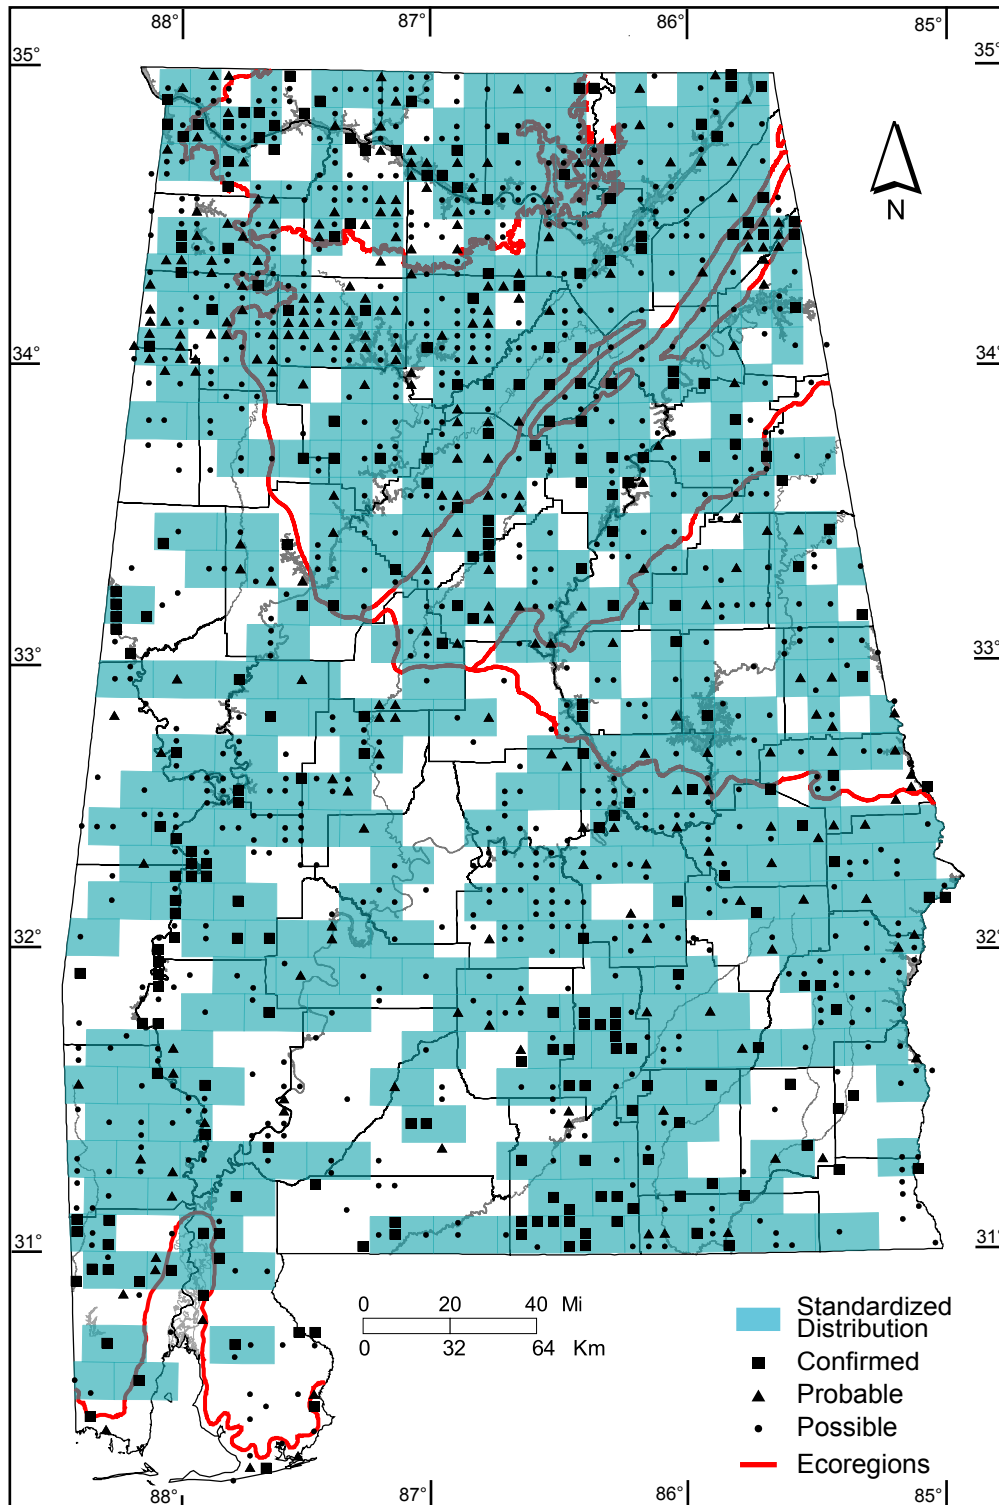 88° 87° 86° 85°
35° 35°
N
34° 34°
33° 33°
32° 32°
31° 31°
0 20 40 Mi
0 32 64 Km
Standardized
Distribution
Confirmed
Probable
Possible
Ecoregions
88° 87° 86° 85°